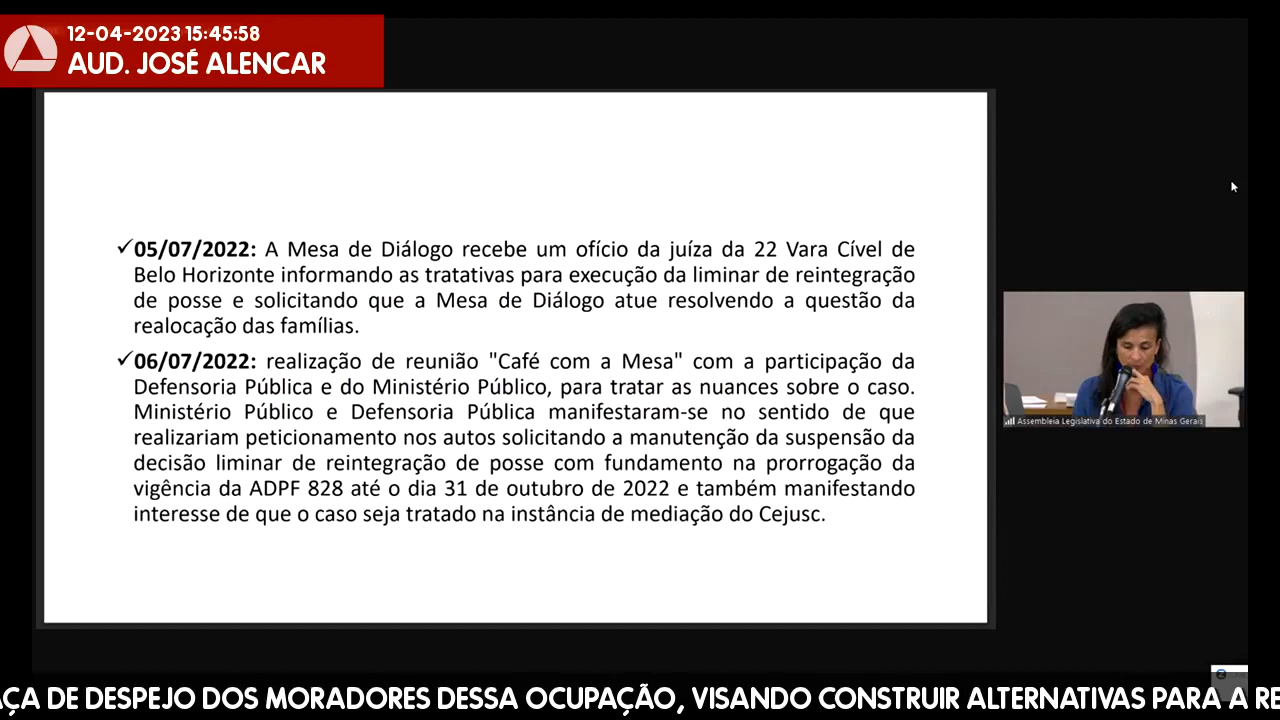 12-04-2023 15:45:58
AUD. JOSÉ ALENCAR
✓05/07/2022: A Mesa de Diálogo recebe um ofício da juíza da 22 Vara Cível de
Belo Horizonte informando as tratativas para execução da liminar de reintegração
de posse e solicitando que a Mesa de Diálogo atue resolvendo a questão da
realocação das famílias.
✓06/07/2022: realização de reunião "Café com a Mesa" com a participação da
Defensoria Pública e do Ministério Público, para tratar as nuances sobre o caso.
Ministério Público e Defensoria Pública manifestaram-se no sentido de que
realizariam peticionamento nos autos solicitando a manutenção da suspensão da
decisão liminar de reintegração de posse com fundamento na prorrogação da
vigência da ADPF 828 até o dia 31 de outubro de 2022 e também manifestando
interesse de que o caso seja tratado na instância de mediação do Cejusc.
Assembleia Legislativa do Estado de Minas Gerais
AÇA DE DESPEJO DOS MORADORES DESSA OCUPAÇÃO, VISANDO CONSTRUIR ALTERNATIVAS PARA A RE